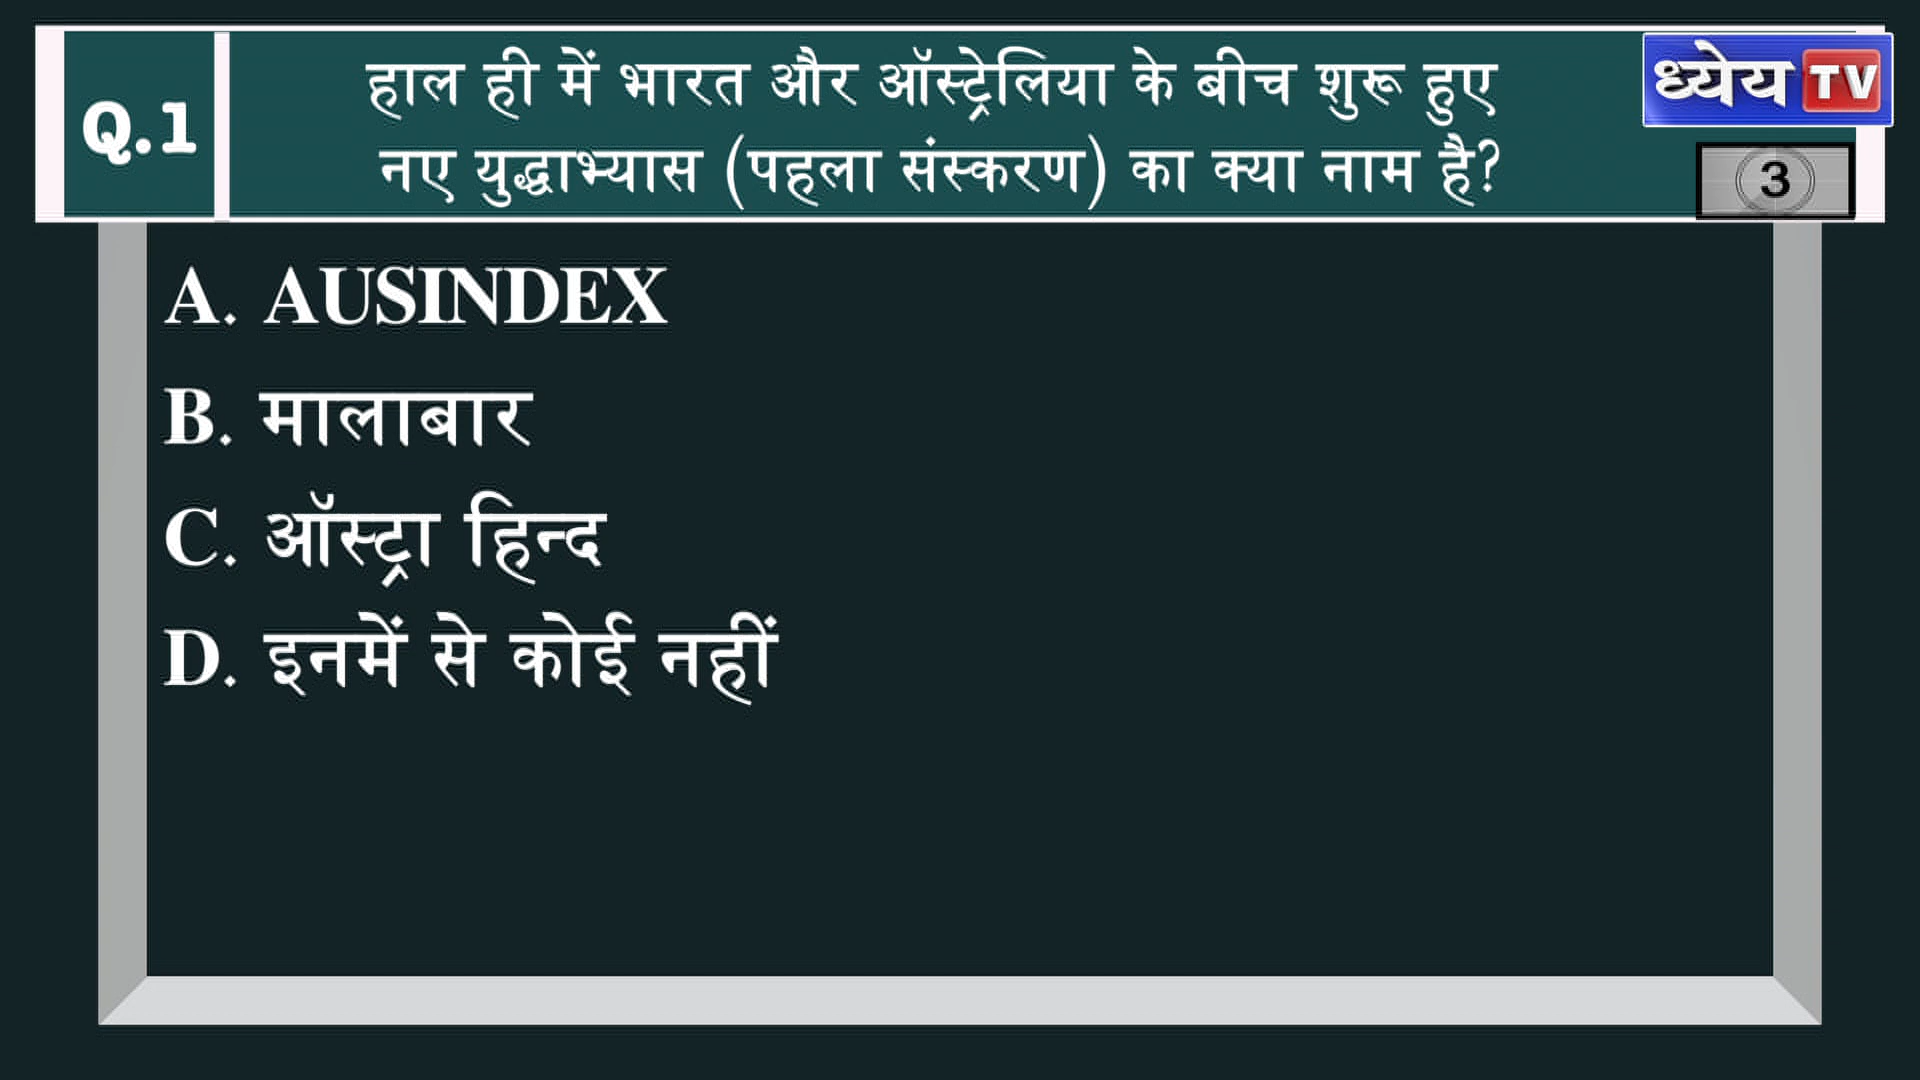 Q.1
हाल ही में भारत और ऑस्ट्रेलिया के बीच शुरू हुए
नए युद्धाभ्यास (पहला संस्करण) का क्या नाम है?
ध्येय TV
3
A. AUSINDEX
B. मालाबार
C. ऑस्ट्रा हिन्द
D. इनमें से कोई नहीं